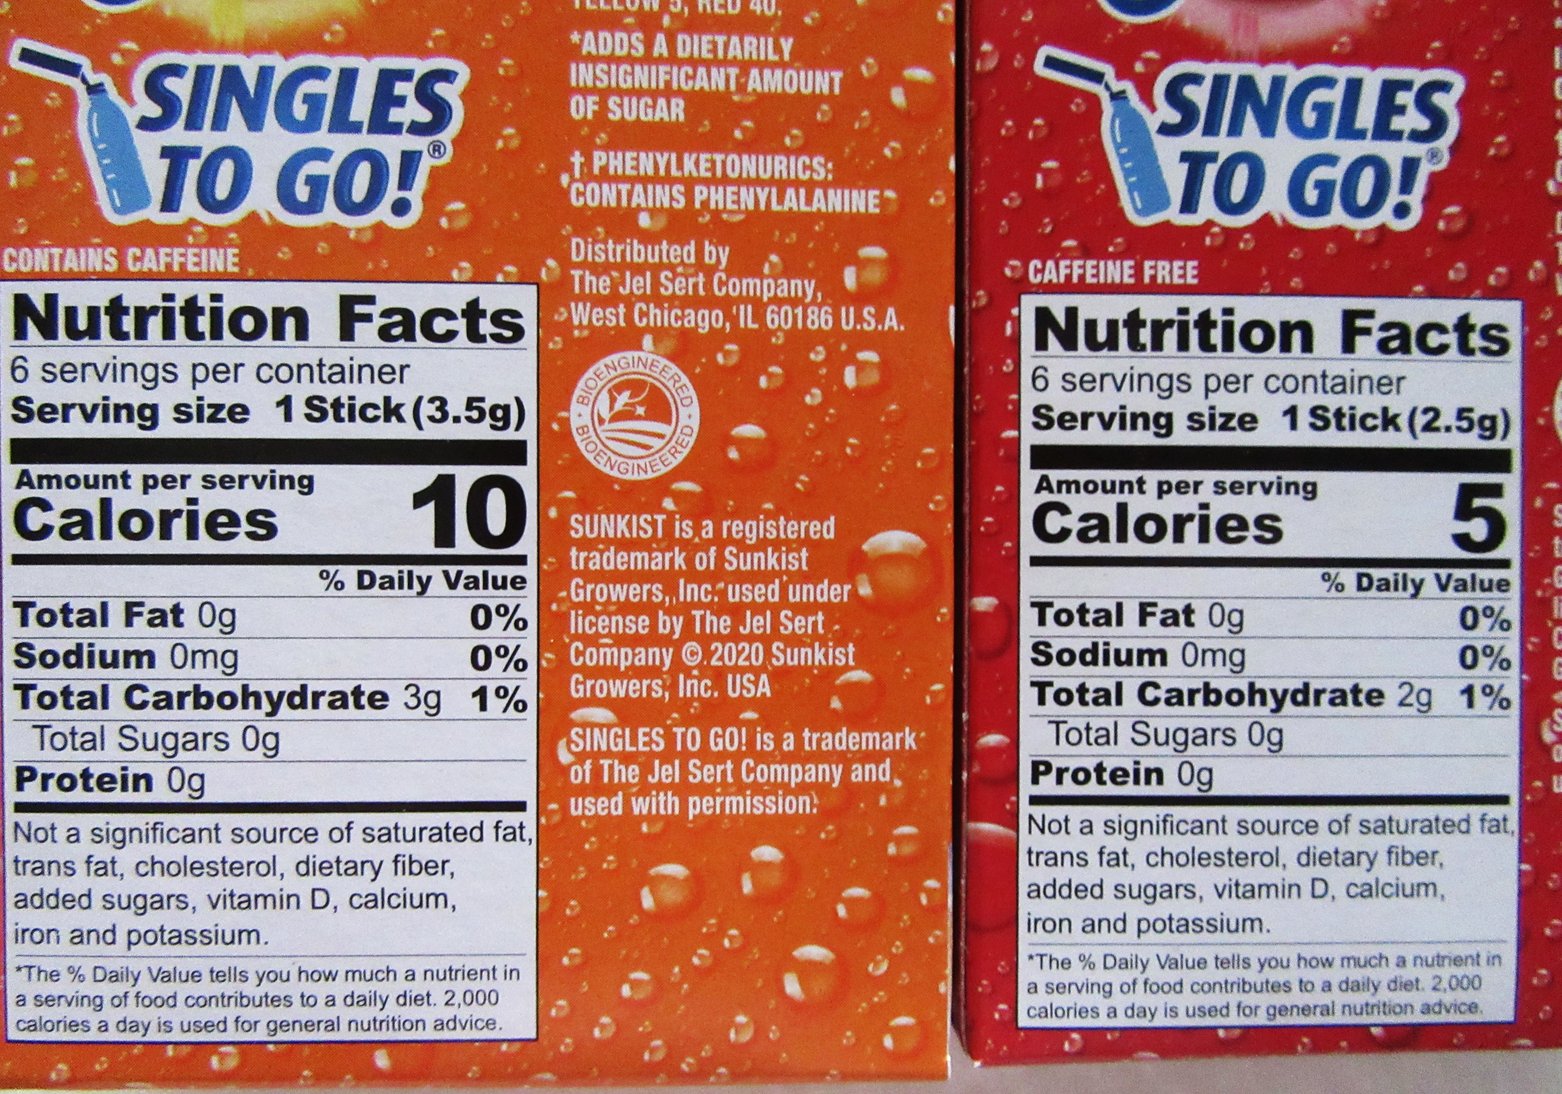 SINGLES
TO GO!®
CONTAINS CAFFEINE
Nutrition Facts
6 servings per container
Serving size 1 Stick (3.5g)
Amount per serving
Calories 10
% Daily Value
Total Fat 0g 0%
Sodium 0mg 0%
Total Carbohydrate 3g 1%
Total Sugars 0g
Protein 0g
Not a significant source of saturated fat,
trans fat, cholesterol, dietary fiber,
added sugars, vitamin D, calcium,
iron and potassium.
*The % Daily Value tells you how much a nutrient in
a serving of food contributes to a daily diet. 2,000
calories a day is used for general nutrition advice.
YELLOW 5, RED 40.
*ADDS A DIETARILY
INSIGNIFICANT AMOUNT
OF SUGAR
† PHENYLKETONURICS:
CONTAINS PHENYLALANINE
Distributed by
The Jel Sert Company,
West Chicago, IL 60186 U.S.A.
BIOENGINEERED
BIOENGINEERED
SUNKIST is a registered
trademark of Sunkist
Growers, Inc. used under
license by The Jel Sert
Company © 2020 Sunkist
Growers, Inc. USA
SINGLES TO GO! is a trademark
of The Jel Sert Company and
used with permission.
SINGLES
TO GO!®
CAFFEINE FREE
Nutrition Facts
6 servings per container
Serving size 1 Stick (2.5g)
Amount per serving
Calories 5
% Daily Value
Total Fat 0g 0%
Sodium 0mg 0%
Total Carbohydrate 2g 1%
Total Sugars 0g
Protein 0g
Not a significant source of saturated fat,
trans fat, cholesterol, dietary fiber,
added sugars, vitamin D, calcium,
iron and potassium.
*The % Daily Value tells you how much a nutrient in
a serving of food contributes to a daily diet. 2,000
calories a day is used for general nutrition advice.